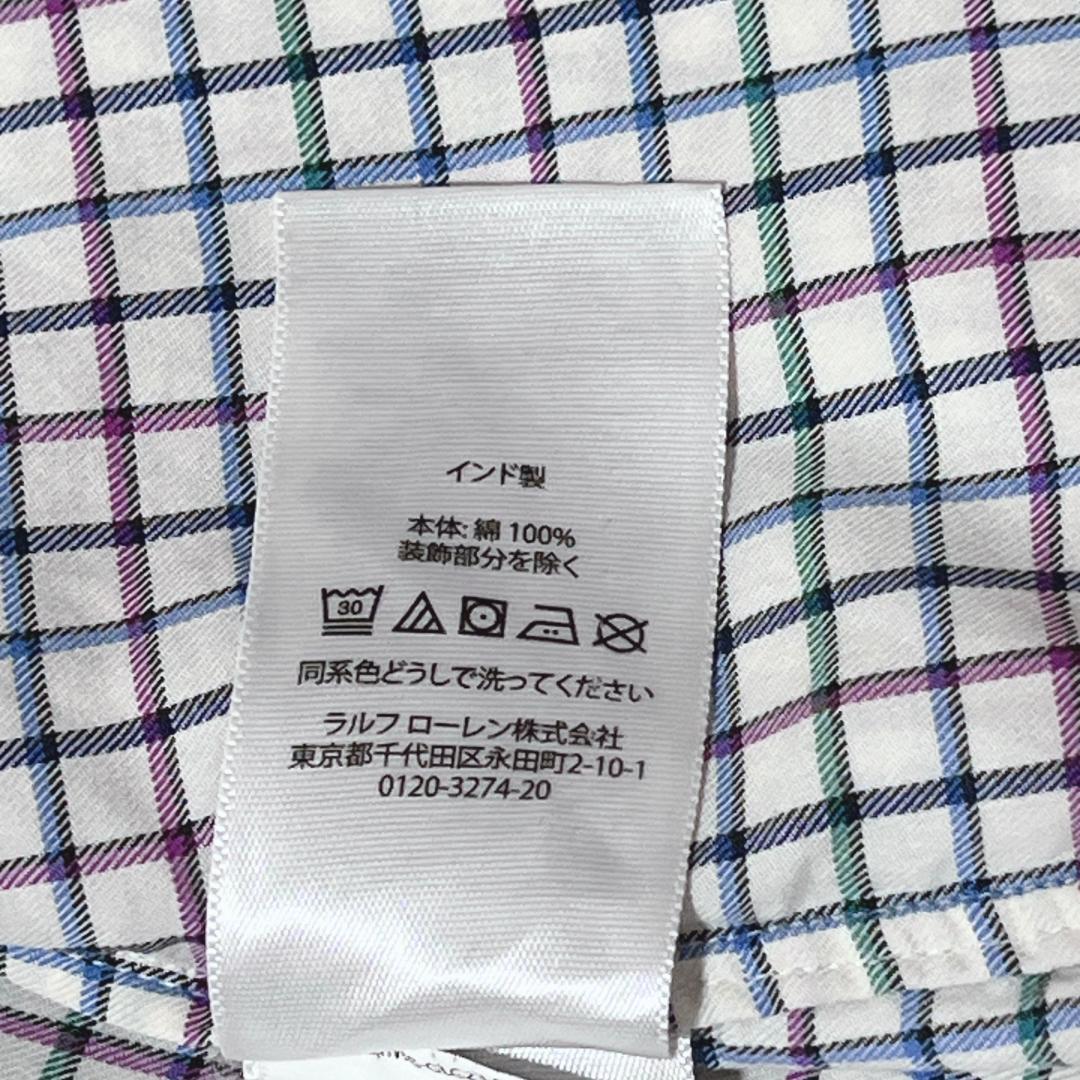 インド製
本体: 綿 100%
装飾部分を除く
30
同系色どうしで洗ってください
ラルフ ローレン株式会社
東京都千代田区永田町2-10-1
0120-3274-20